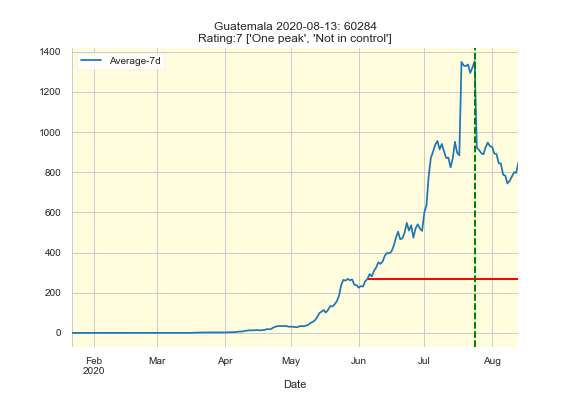 Guatemala 2020-08-13: 60284
Rating:7 ['One peak', 'Not in control']
Average-7d
1400
1200
1000
800
600
400
200
0
Feb Mar Apr May Jun Jul Aug
2020
Date